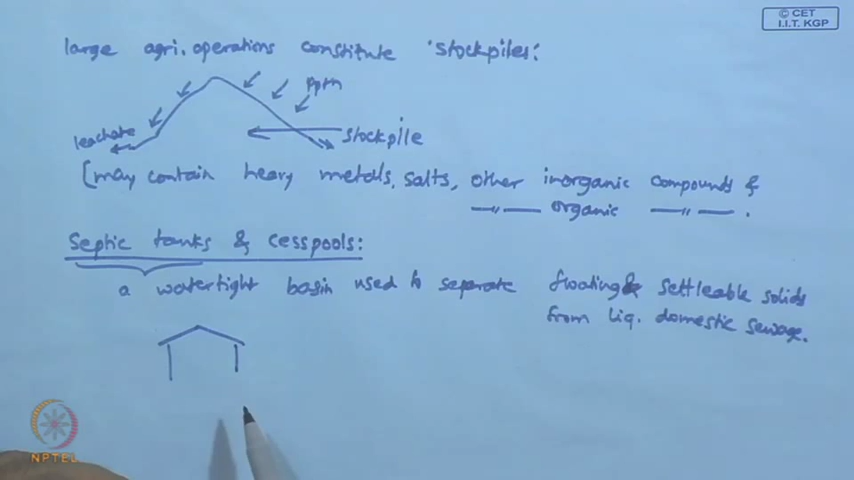 © CET
I.I.T. KGP
large agri. operations constitute 'stockpiles':
pptn
leachate
stockpile
[may contain heavy metals, salts, other inorganic compounds &
—"— organic —"— .
Septic tanks & cesspools:
a watertight basin used to separate floating & settleable solids
from liq. domestic sewage.
NPTEL